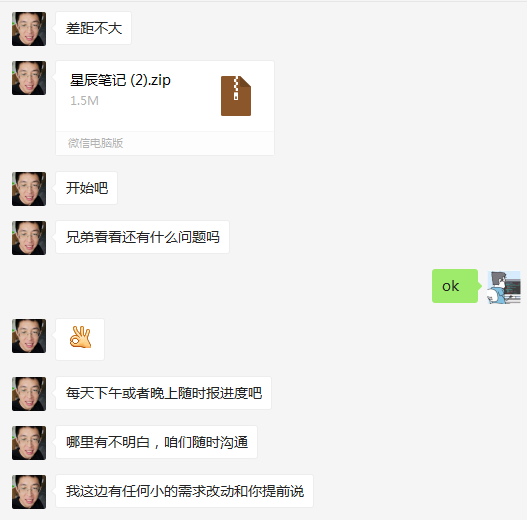 差距不大
星辰笔记 (2).zip
1.5M
微信电脑版
开始吧
兄弟看看还有什么问题吗
ok
每天下午或者晚上随时报进度吧
哪里有不明白，咱们随时沟通
我这边有任何小的需求改动和你提前说